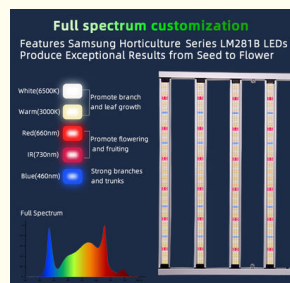 Full spectrum customization
Features Samsung Horticulture Series LM281B LEDs
Produce Exceptional Results from Seed to Flower
White(6500K)
Warm(3000K)
Promote branch
and leaf growth
Red(660nm)
IR(730nm)
Promote flowering
and fruiting
Blue(460nm)
Strong branches
and trunks
Full Spectrum